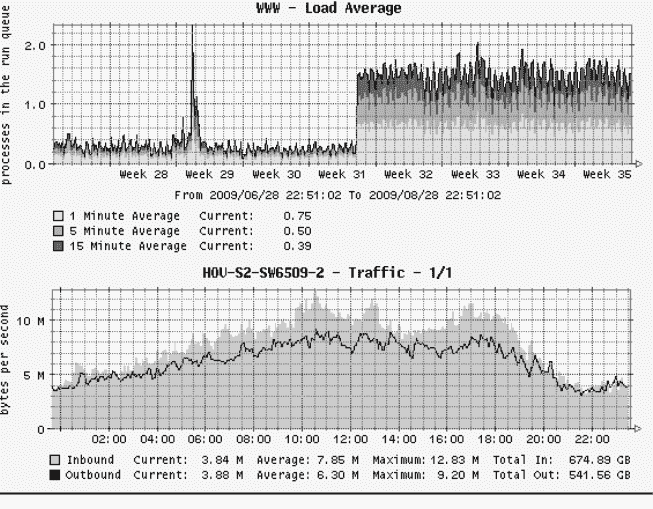 WWW - Load Average
processes in the run queue
2.0
1.0
0.0
Week 28 Week 29 Week 30 Week 31 Week 32 Week 33 Week 34 Week 35
From 2009/06/28 22:51:02 To 2009/08/28 22:51:02
1 Minute Average Current: 0.75
5 Minute Average Current: 0.50
15 Minute Average Current: 0.39
HOU-S2-SW6509-2 - Traffic - 1/1
bytes per second
10 M
5 M
0
02:00 04:00 06:00 08:00 10:00 12:00 14:00 16:00 18:00 20:00 22:00
Inbound Current: 3.84 M Average: 7.85 M Maximum: 12.83 M Total In: 674.89 GB
Outbound Current: 3.88 M Average: 6.30 M Maximum: 9.20 M Total Out: 541.56 GB